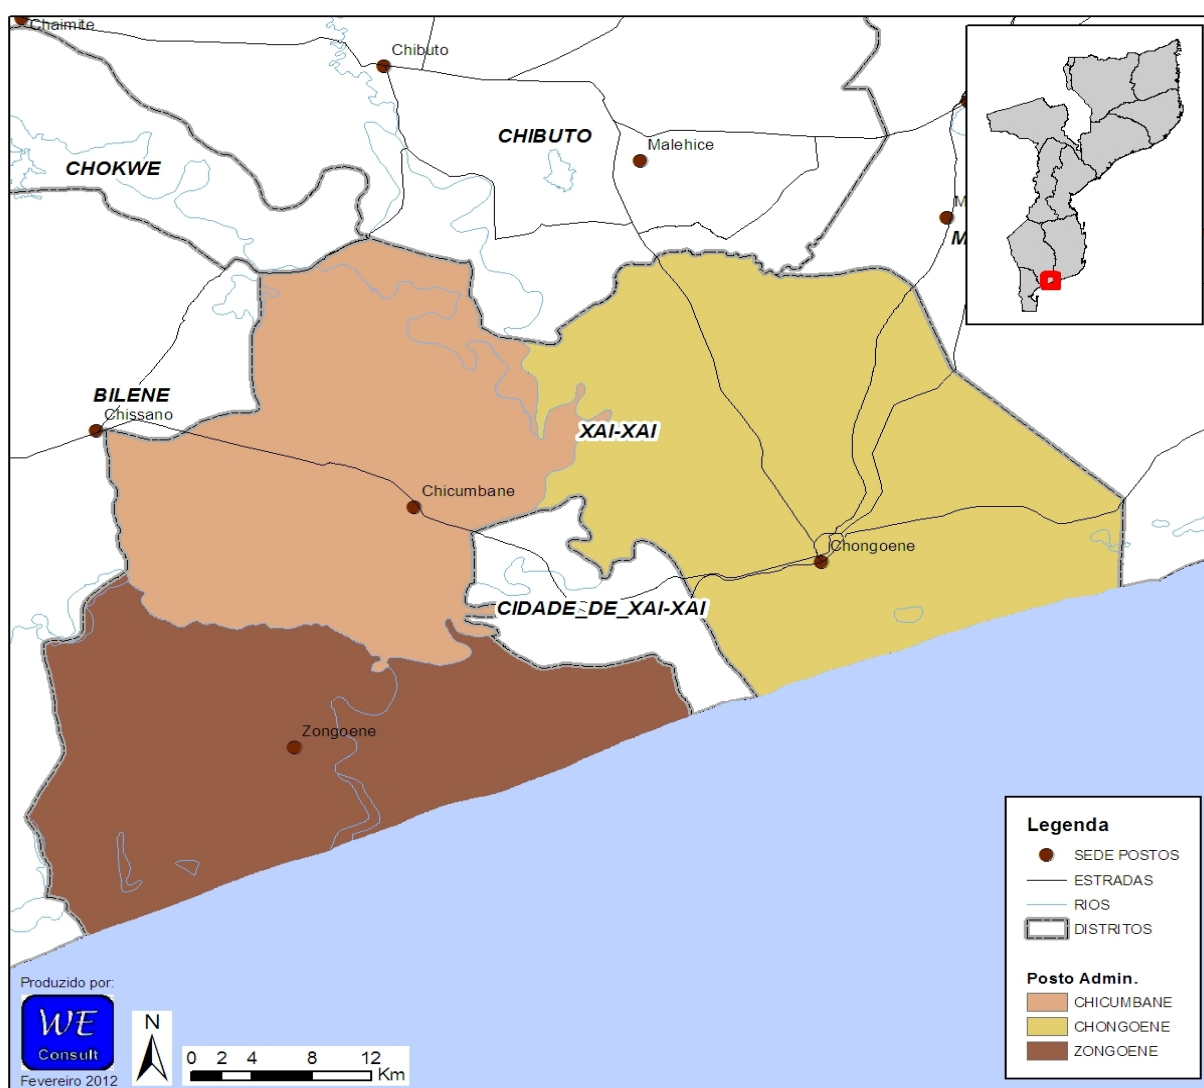 Chaimite
Chibuto
CHIBUTO
Malehice
CHOKWE
M
M
BILENE
Chissano
XAI-XAI
Chicumbane
Chongoene
CIDADE_DE_XAI-XAI
Zongoene
Legenda
SEDE POSTOS
ESTRADAS
RIOS
DISTRITOS
Posto Admin.
CHICUMBANE
CHONGOENE
ZONGOENE
Produzido por:
WE
Consult
Fevereiro 2012
N
0 2 4 8 12
Km